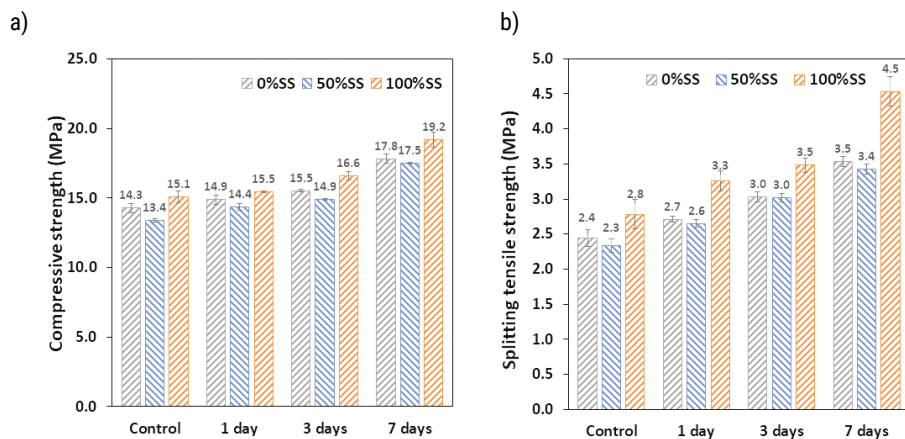 a)
25.0
20.0
15.0
10.0
5.0
0.0
Compressive strength (MPa)
0%SS 50%SS 100%SS
14.3 13.4 15.1 14.9 14.4 15.5 15.5 14.9 16.6 17.8 17.5 19.2
Control 1 day 3 days 7 days
b)
5.0
4.5
4.0
3.5
3.0
2.5
2.0
1.5
1.0
0.5
0.0
Splitting tensile strength (MPa)
0%SS 50%SS 100%SS
2.4 2.3 2.8 2.7 2.6 3.3 3.0 3.0 3.5 3.5 3.4 4.5
Control 1 day 3 days 7 days